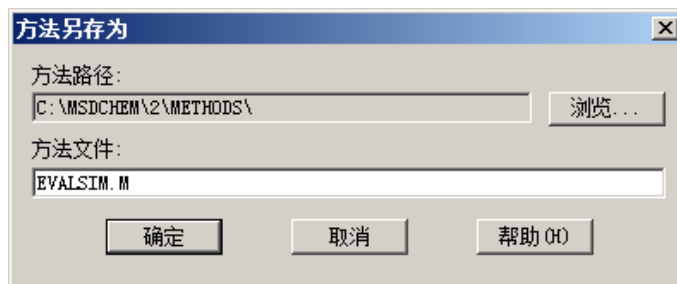 方法另存为
方法路径:
C:\MSDCHEM\2\METHODS\
浏览...
方法文件:
EVALSIM.M
确定 取消 帮助(H)